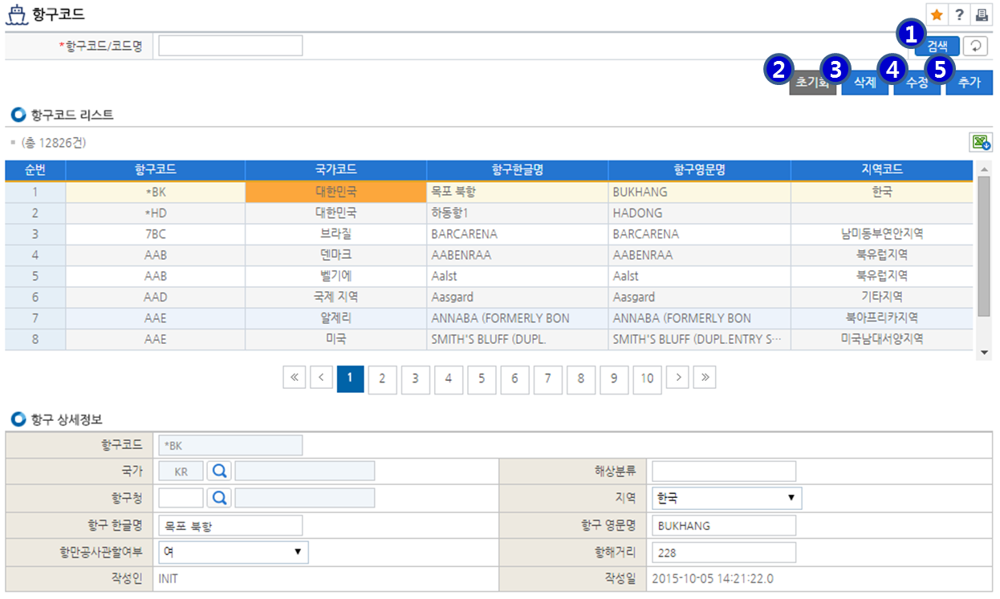 항구코드
?
*항구코드/코드명
1 검색
2 초기화 3 삭제 4 수정 5 추가
항구코드 리스트
(총 12826건)
순번 항구코드 국가코드 항구한글명 항구영문명 지역코드
1 *BK 대한민국 목포 북항 BUKHANG 한국
2 *HD 대한민국 하동항1 HADONG
3 7BC 브라질 BARCARENA BARCARENA 남미동부연안지역
4 AAB 덴마크 AABENRAA AABENRAA 북유럽지역
5 AAB 벨기에 Aalst Aalst 북유럽지역
6 AAD 국제 지역 Aasgard Aasgard 기타지역
7 AAE 알제리 ANNABA (FORMERLY BON ANNABA (FORMERLY BON 북아프리카지역
8 AAE 미국 SMITH'S BLUFF (DUPL. SMITH'S BLUFF (DUPL.ENTRY S··· 미국남대서양지역
« < 1 2 3 4 5 6 7 8 9 10 > »
항구 상세정보
항구코드 *BK
국가 KR 해상분류
항구청 지역 한국
항구 한글명 목포 북항 항구 영문명 BUKHANG
항만공사관할여부 여 항해거리 228
작성인 INIT 작성일 2015-10-05 14:21:22.0